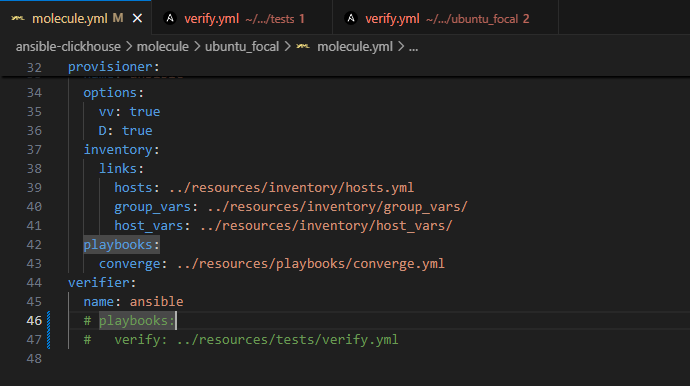 molecule.yml M verify.yml ~/.../tests 1 verify.yml ~/.../ubuntu_focal 2
ansible-clickhouse > molecule > ubuntu_focal > molecule.yml > ...
32 provisioner:
34 options:
35 vv: true
36 D: true
37 inventory:
38 links:
39 hosts: ../resources/inventory/hosts.yml
40 group_vars: ../resources/inventory/group_vars/
41 host_vars: ../resources/inventory/host_vars/
42 playbooks:
43 converge: ../resources/playbooks/converge.yml
44 verifier:
45 name: ansible
46 # playbooks:
47 #   verify: ../resources/tests/verify.yml
48